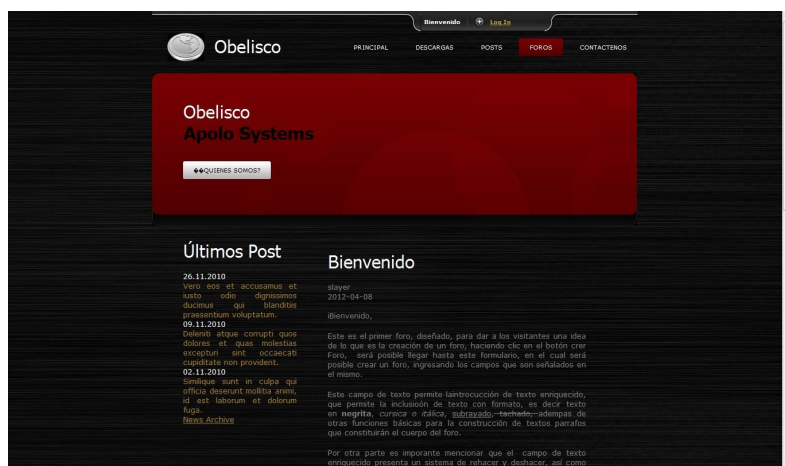 Bienvenido Log In
Obelisco
PRINCIPAL DESCARGAS POSTS FOROS CONTACTENOS
Obelisco
Apolo Systems
��QUIENES SOMOS?
Últimos Post
26.11.2010
Vero eos et accusamus et
iusto odio dignissimos
ducimus qui blanditiis
praesentium voluptatum.
09.11.2010
Deleniti atque corrupti quos
dolores et quas molestias
excepturi sint occaecati
cupiditate non provident.
02.11.2010
Similique sunt in culpa qui
officia deserunt mollitia animi,
id est laborum et dolorum
fuga.
News Archive
Bienvenido
slayer
2012-04-08
iBienvenido,
Este es el primer foro, diseñado, para dar a los visitantes una idea
de lo que es la creación de un foro, haciendo clic en el botón crer
Foro, será posible llegar hasta este formulario, en el cual será
posible crear un foro, ingresando los campos que son señalados en
el mismo.
Este campo de texto permite laintrocucción de texto enriquecido,
que permite la inclusioón de texto con formato, es decir texto
en negrita, cursica o itálica, subrayado, tachado, adempas de
otras funciones básicas para la construcción de textos parrafos
que constituirán el cuerpo del foro.
Por otra parte es imporante mencionar que el campo de texto
enriquecido presenta un sistema de rehacer y deshacer, así como